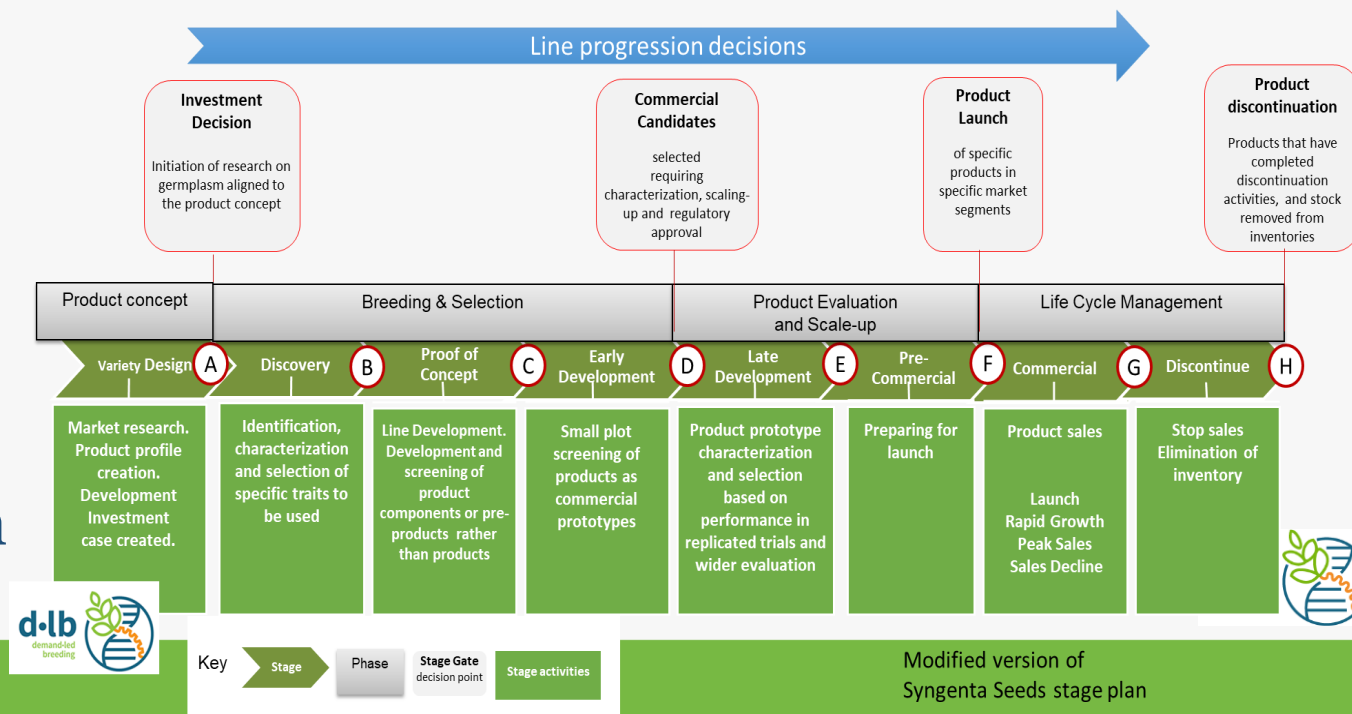 Line progression decisions
Investment
Decision
Initiation of research on
germplasm aligned to
the product concept
Commercial
Candidates
selected
requiring
characterization, scaling-
up and regulatory
approval
Product
Launch
of specific
products in
specific market
segments
Product
discontinuation
Products that have
completed
discontinuation
activities, and stock
removed from
inventories
Product concept
Breeding & Selection
Product Evaluation
and Scale-up
Life Cycle Management
Variety Design
A
Discovery
B
Proof of
Concept
C
Early
Development
D
Late
Development
E
Pre-
Commercial
F
Commercial
G
Discontinue
H
Market research.
Product profile
creation.
Development
Investment
case created.
Identification,
characterization
and selection of
specific traits to
be used
Line Development.
Development and
screening of
product
components or pre-
products rather
than products
Small plot
screening of
products as
commercial
prototypes
Product prototype
characterization
and selection
based on
performance in
replicated trials and
wider evaluation
Preparing for
launch
Product sales
Launch
Rapid Growth
Peak Sales
Sales Decline
Stop sales
Elimination of
inventory
d•lb
demand-led
breeding
Key
Stage
Phase
Stage Gate
decision point
Stage activities
Modified version of
Syngenta Seeds stage plan